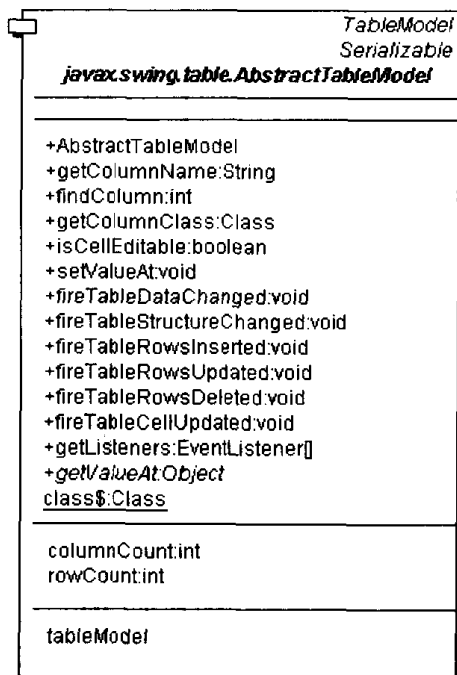 TableModel
Serializable
javax.swing.table.AbstractTableModel
+AbstractTableModel
+getColumnName:String
+findColumn:int
+getColumnClass:Class
+isCellEditable:boolean
+setValueAt:void
+fireTableDataChanged:void
+fireTableStructureChanged:void
+fireTableRowsInserted:void
+fireTableRowsUpdated:void
+fireTableRowsDeleted:void
+fireTableCellUpdated:void
+getListeners:EventListener[]
+getValueAt:Object
class$:Class
columnCount:int
rowCount:int
tableModel